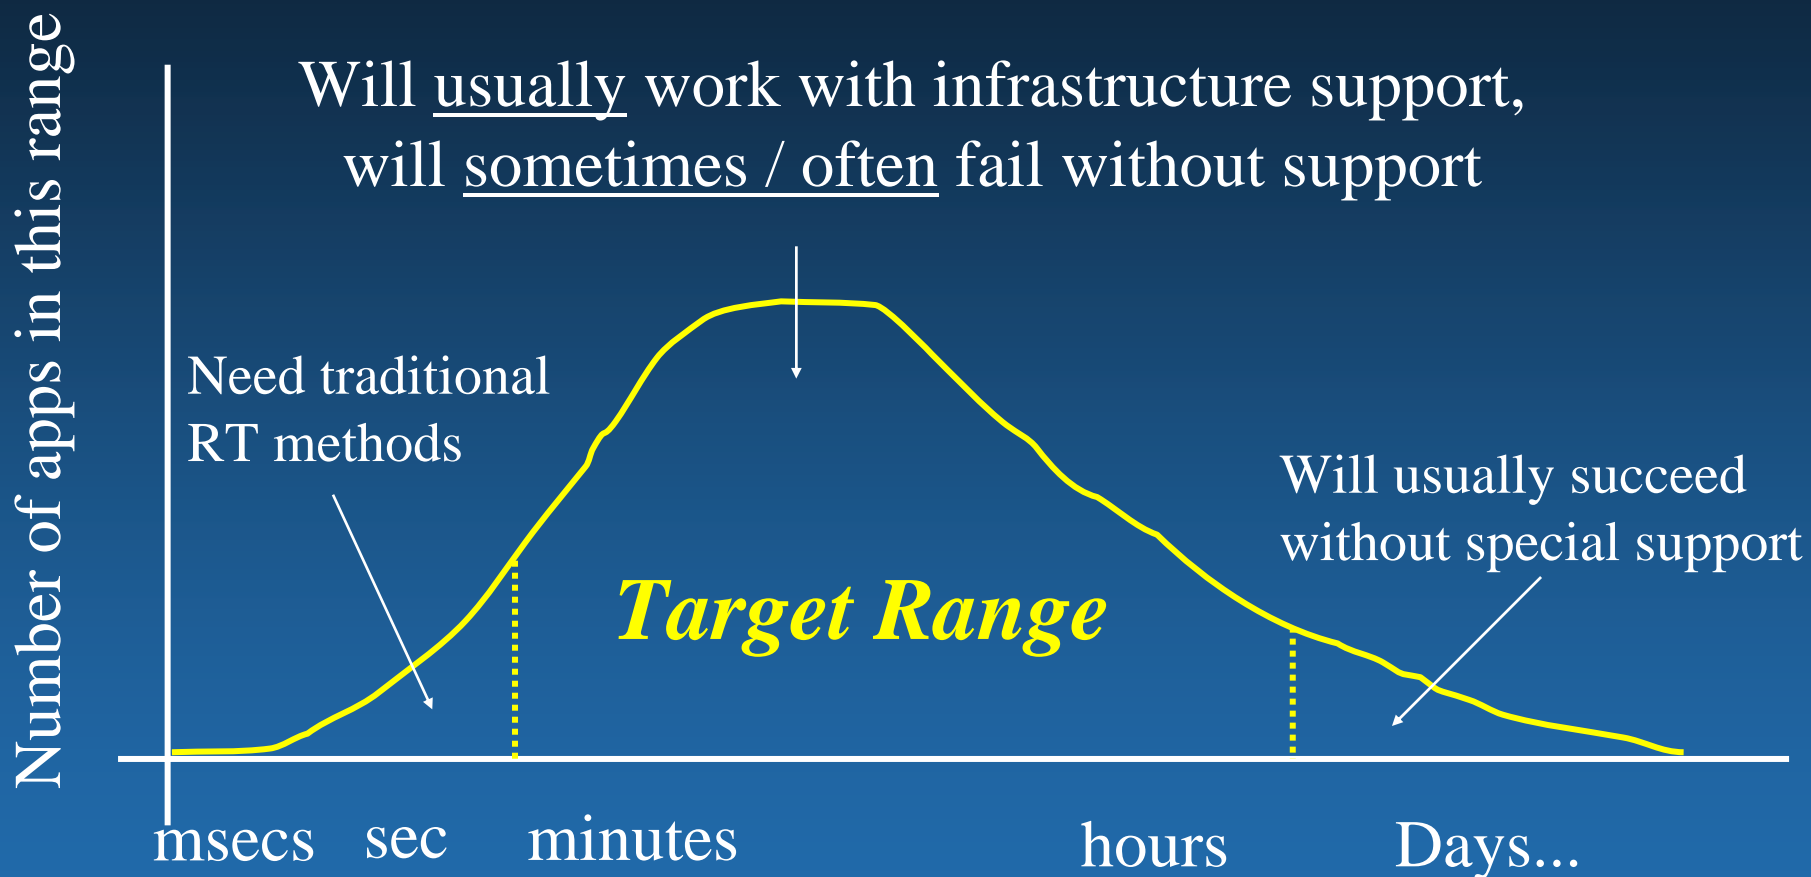 Number of apps in this range
Will usually work with infrastructure support,
will sometimes / often fail without support
Need traditional
RT methods
Will usually succeed
without special support
Target Range
msecs sec minutes hours Days...